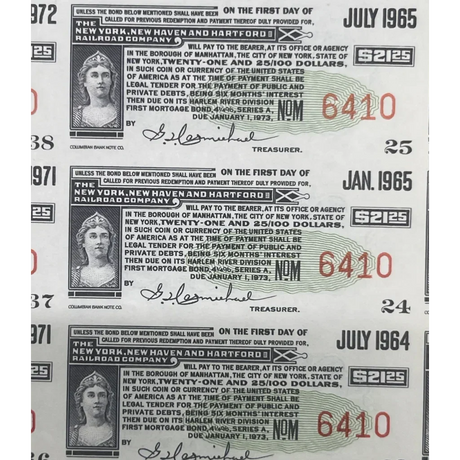 1972
UNLESS THE BOND BELOW MENTIONED SHALL HAVE BEEN
CALLED FOR PREVIOUS REDEMPTION AND PAYMENT THEREOF DULY PROVIDED FOR,
ON THE FIRST DAY OF
JULY 1965
THE
NEW YORK, NEW HAVEN AND HARTFORD
RAILROAD COMPANY
WILL PAY TO THE BEARER, AT ITS OFFICE OR AGENCY
IN THE BOROUGH OF MANHATTAN, THE CITY OF NEW YORK, STATE OF
NEW YORK, TWENTY-ONE AND 25/100 DOLLARS,
IN SUCH COIN OR CURRENCY OF THE UNITED STATES
OF AMERICA AS AT THE TIME OF PAYMENT SHALL BE
LEGAL TENDER FOR THE PAYMENT OF PUBLIC AND
PRIVATE DEBTS, BEING SIX MONTHS' INTEREST
THEN DUE ON ITS HARLEM RIVER DIVISION
FIRST MORTGAGE BOND, 4¼%, SERIES A,
DUE JANUARY 1, 1973,
$21.25
NOM
6410
BY
TREASURER.
COLUMBIAN BANK NOTE CO.
38
25
1971
UNLESS THE BOND BELOW MENTIONED SHALL HAVE BEEN
CALLED FOR PREVIOUS REDEMPTION AND PAYMENT THEREOF DULY PROVIDED FOR,
ON THE FIRST DAY OF
JAN. 1965
THE
NEW YORK, NEW HAVEN AND HARTFORD
RAILROAD COMPANY
WILL PAY TO THE BEARER, AT ITS OFFICE OR AGENCY
IN THE BOROUGH OF MANHATTAN, THE CITY OF NEW YORK, STATE OF
NEW YORK, TWENTY-ONE AND 25/100 DOLLARS,
IN SUCH COIN OR CURRENCY OF THE UNITED STATES
OF AMERICA AS AT THE TIME OF PAYMENT SHALL BE
LEGAL TENDER FOR THE PAYMENT OF PUBLIC AND
PRIVATE DEBTS, BEING SIX MONTHS' INTEREST
THEN DUE ON ITS HARLEM RIVER DIVISION
FIRST MORTGAGE BOND, 4¼%, SERIES A,
DUE JANUARY 1, 1973,
$21.25
NOM
6410
BY
TREASURER.
COLUMBIAN BANK NOTE CO.
37
24
1971
UNLESS THE BOND BELOW MENTIONED SHALL HAVE BEEN
CALLED FOR PREVIOUS REDEMPTION AND PAYMENT THEREOF DULY PROVIDED FOR,
ON THE FIRST DAY OF
JULY 1964
THE
NEW YORK, NEW HAVEN AND HARTFORD
RAILROAD COMPANY
WILL PAY TO THE BEARER, AT ITS OFFICE OR AGENCY
IN THE BOROUGH OF MANHATTAN, THE CITY OF NEW YORK, STATE OF
NEW YORK, TWENTY-ONE AND 25/100 DOLLARS,
IN SUCH COIN OR CURRENCY OF THE UNITED STATES
OF AMERICA AS AT THE TIME OF PAYMENT SHALL BE
LEGAL TENDER FOR THE PAYMENT OF PUBLIC AND
PRIVATE DEBTS, BEING SIX MONTHS' INTEREST
THEN DUE ON ITS HARLEM RIVER DIVISION
FIRST MORTGAGE BOND, 4¼%, SERIES A,
DUE JANUARY 1, 1973,
$21.25
NOM
6410
BY